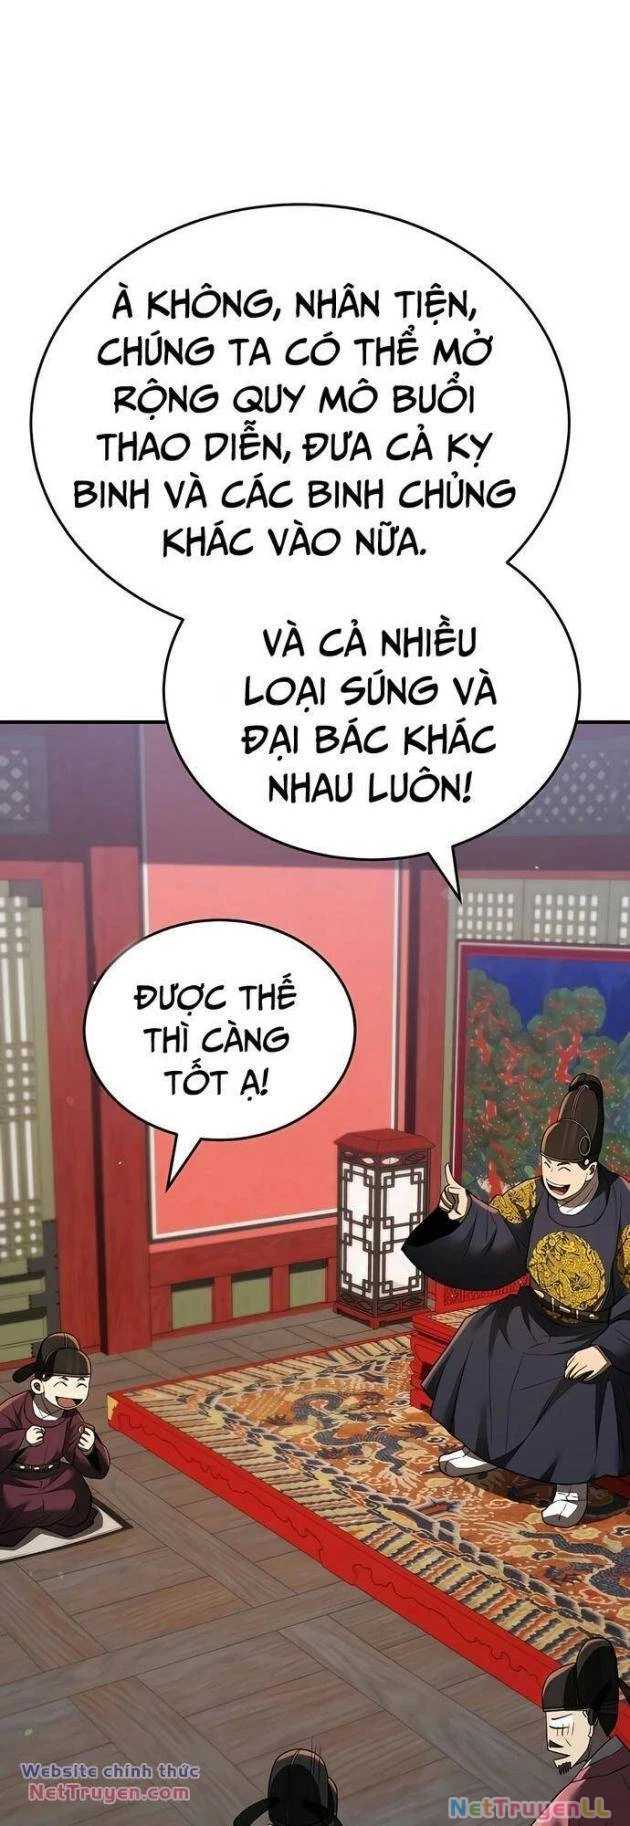 À KHÔNG, NHÂN TIỆN,
CHÚNG TA CÓ THỂ MỞ
RỘNG QUY MÔ BUỔI
THAO DIỄN, ĐƯA CẢ KỴ
BINH VÀ CÁC BINH CHỦNG
KHÁC VÀO NỮA.
VÀ CẢ NHIỀU
LOẠI SÚNG VÀ
ĐẠI BÁC KHÁC
NHAU LUÔN!
ĐƯỢC THẾ
THÌ CÀNG
TỐT Ạ!
Website chính thức
NetTruyen.com
NetTruyenLL